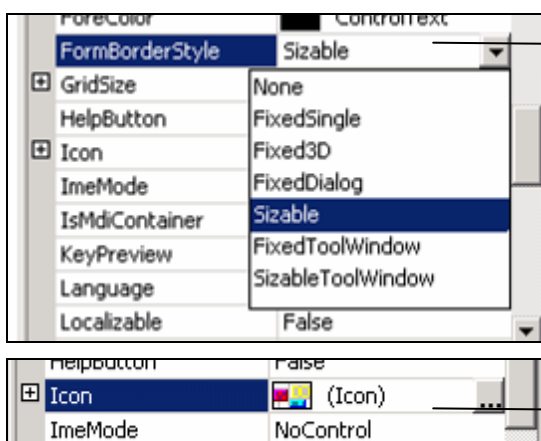 ForeColor ControlText
FormBorderStyle Sizable
GridSize
None
HelpButton
FixedSingle
Icon
Fixed3D
ImeMode
FixedDialog
IsMdiContainer
Sizable
KeyPreview
FixedToolWindow
Language
SizableToolWindow
Localizable False
HelpButton False
Icon (Icon) ...
ImeMode NoControl